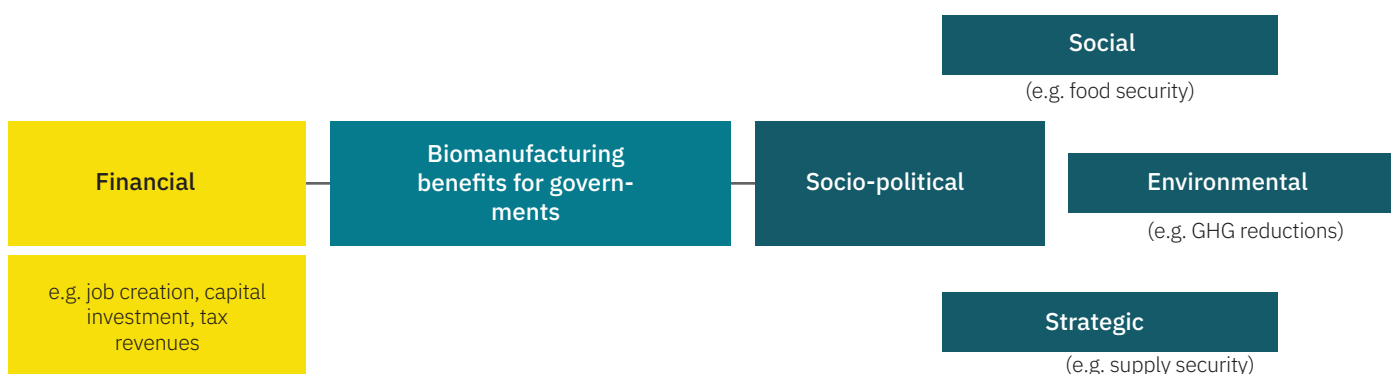 Social
(e.g. food security)
Financial
Biomanufacturing
benefits for govern-
ments
Socio-political
Environmental
(e.g. GHG reductions)
e.g. job creation, capital
investment, tax
revenues
Strategic
(e.g. supply security)